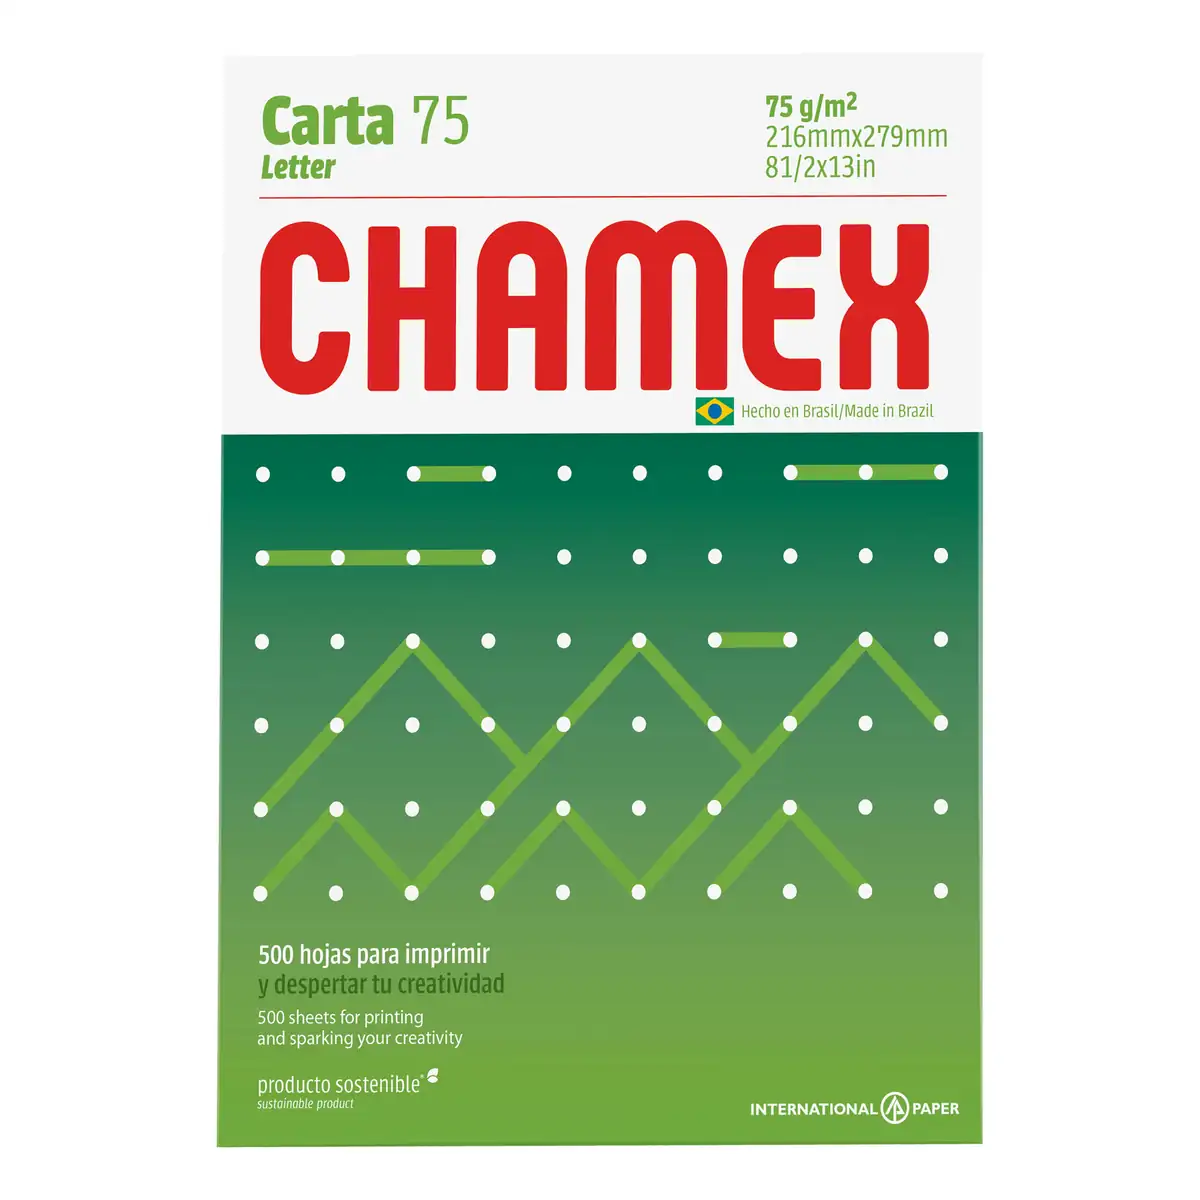 Carta 75
Letter
75 g/m²
216mmx279mm
81/2x13in
CHAMEX
Hecho en Brasil/Made in Brazil
500 hojas para imprimir
y despertar tu creatividad
500 sheets for printing
and sparking your creativity
producto sostenible®
sustainable product
INTERNATIONAL PAPER